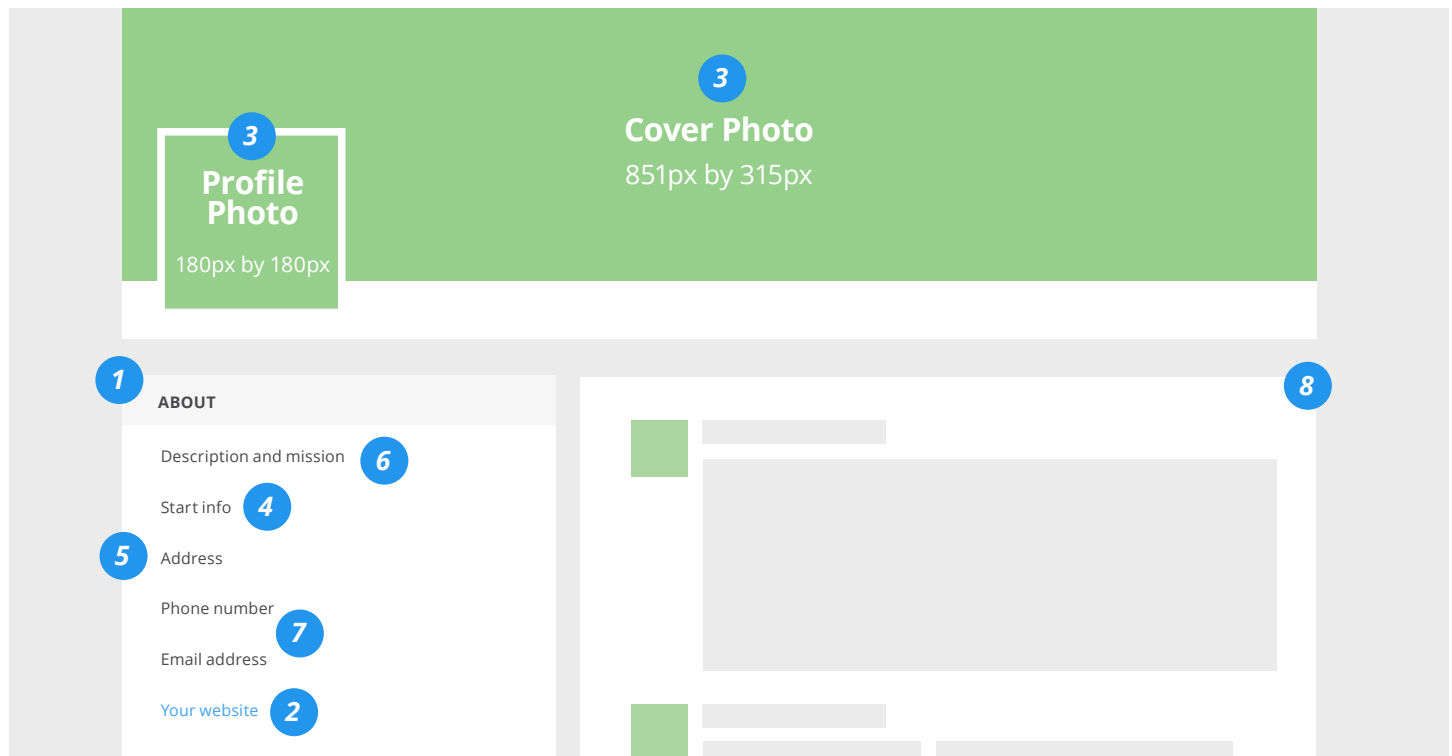 3
Cover Photo
851px by 315px
3
Profile
Photo
180px by 180px
1
ABOUT
8
Description and mission 6
Start info 4
5 Address
Phone number
7
Email address
Your website 2